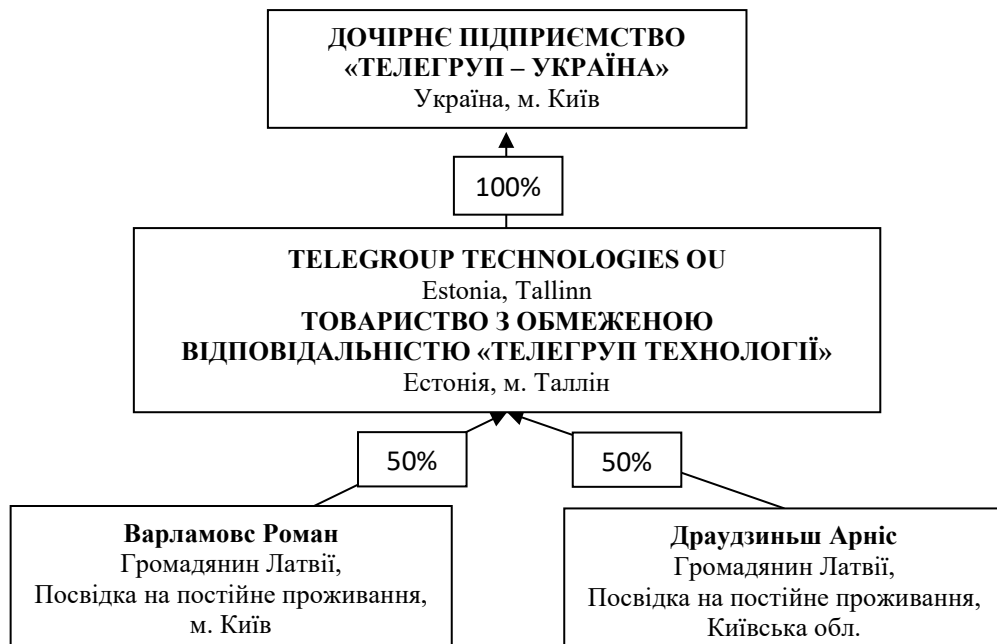 ДОЧІРНЄ ПІДПРИЄМСТВО
«ТЕЛЕГРУП – УКРАЇНА»
Україна, м. Київ
100%
TELEGROUP TECHNOLOGIES OU
Estonia, Tallinn
ТОВАРИСТВО З ОБМЕЖЕНОЮ
ВІДПОВІДАЛЬНІСТЮ «ТЕЛЕГРУП ТЕХНОЛОГІЇ»
Естонія, м. Таллін
50%
50%
Варламовс Роман
Громадянин Латвії,
Посвідка на постійне проживання,
м. Київ
Драудзиньш Арніс
Громадянин Латвії,
Посвідка на постійне проживання,
Київська обл.